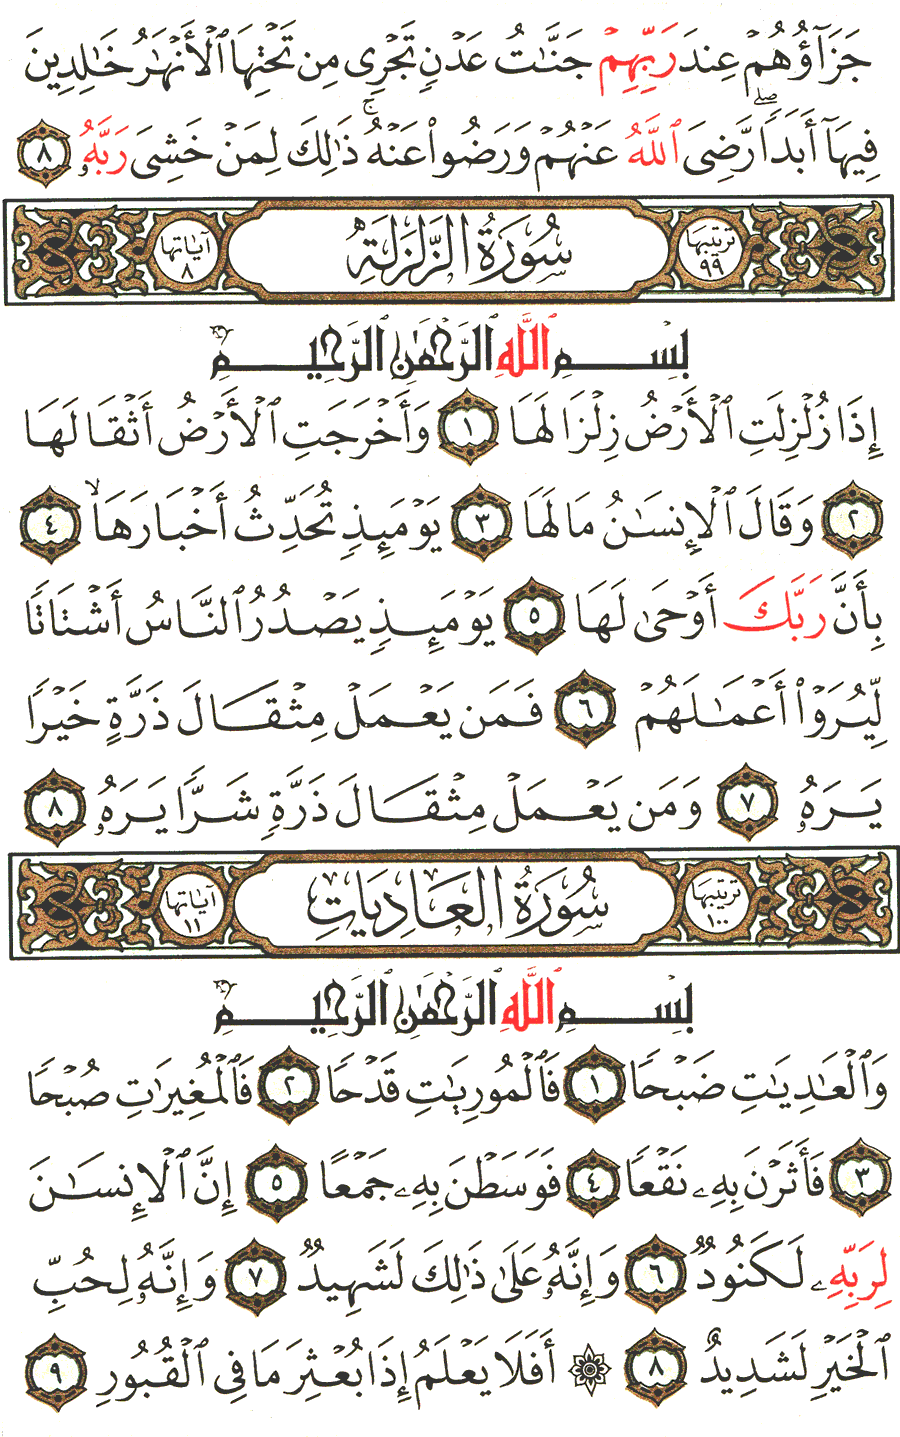 جَزَآؤُهُمْ عِندَ رَبِّهِمْ جَنَّٰتُ عَدْنٍ تَجْرِى مِن تَحْتِهَا ٱلْأَنْهَٰرُ خَٰلِدِينَ
فِيهَآ أَبَدًا ۖ رَّضِىَ ٱللَّهُ عَنْهُمْ وَرَضُوا۟ عَنْهُ ۚ ذَٰلِكَ لِمَنْ خَشِىَ رَبَّهُۥ ٨
ترتيبها ٩٩ سُورَةُ الزَّلْزَلَةِ آياتها ٨
بِسْمِ ٱللَّهِ ٱلرَّحْمَٰنِ ٱلرَّحِيمِ
إِذَا زُلْزِلَتِ ٱلْأَرْضُ زِلْزَالَهَا ١ وَأَخْرَجَتِ ٱلْأَرْضُ أَثْقَالَهَا
٢ وَقَالَ ٱلْإِنسَٰنُ مَا لَهَا ٣ يَوْمَئِذٍ تُحَدِّثُ أَخْبَارَهَا ۙ ٤
بِأَنَّ رَبَّكَ أَوْحَىٰ لَهَا ٥ يَوْمَئِذٍ يَصْدُرُ ٱلنَّاسُ أَشْتَاتًا
لِّيُرَوْا۟ أَعْمَٰلَهُمْ ٦ فَمَن يَعْمَلْ مِثْقَالَ ذَرَّةٍ خَيْرًا
يَرَهُۥ ٧ وَمَن يَعْمَلْ مِثْقَالَ ذَرَّةٍ شَرًّا يَرَهُۥ ٨
ترتيبها ١٠٠ سُورَةُ العَادِيَاتِ آياتها ١١
بِسْمِ ٱللَّهِ ٱلرَّحْمَٰنِ ٱلرَّحِيمِ
وَٱلْعَٰدِيَٰتِ ضَبْحًا ١ فَٱلْمُورِيَٰتِ قَدْحًا ٢ فَٱلْمُغِيرَٰتِ صُبْحًا
٣ فَأَثَرْنَ بِهِۦ نَقْعًا ٤ فَوَسَطْنَ بِهِۦ جَمْعًا ٥ إِنَّ ٱلْإِنسَٰنَ
لِرَبِّهِۦ لَكَنُودٌ ٦ وَإِنَّهُۥ عَلَىٰ ذَٰلِكَ لَشَهِيدٌ ٧ وَإِنَّهُۥ لِحُبِّ
ٱلْخَيْرِ لَشَدِيدٌ ٨ ۞ أَفَلَا يَعْلَمُ إِذَا بُعْثِرَ مَا فِى ٱلْقُبُورِ ٩